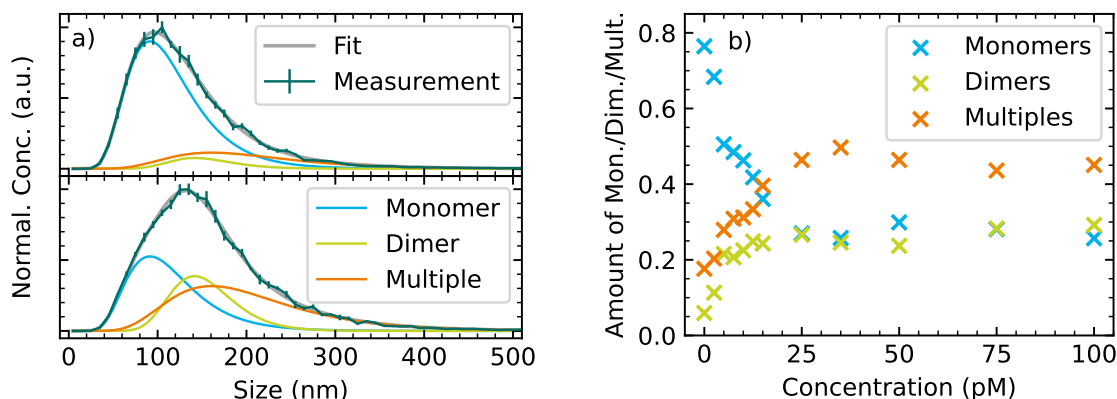 a)
Fit
Measurement
Normal. Conc. (a.u.)
Monomer
Dimer
Multiple
0 100 200 300 400 500
Size (nm)
b)
Monomers
Dimers
Multiples
Amount of Mon./Dim./Mult.
0.8
0.6
0.4
0.2
0.0
0 25 50 75 100
Concentration (pM)